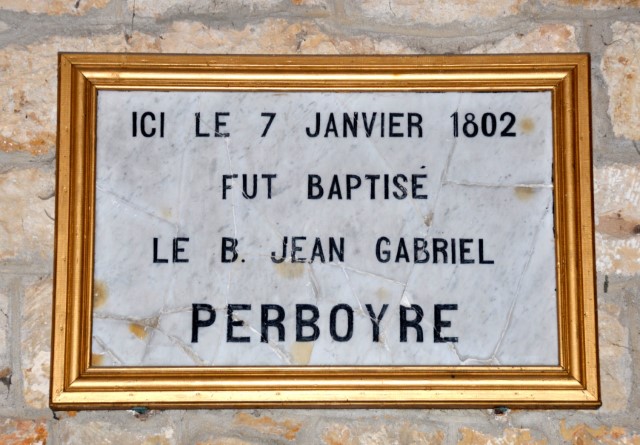 ICI LE 7 JANVIER 1802
FUT BAPTISÉ
LE B. JEAN GABRIEL
PERBOYRE